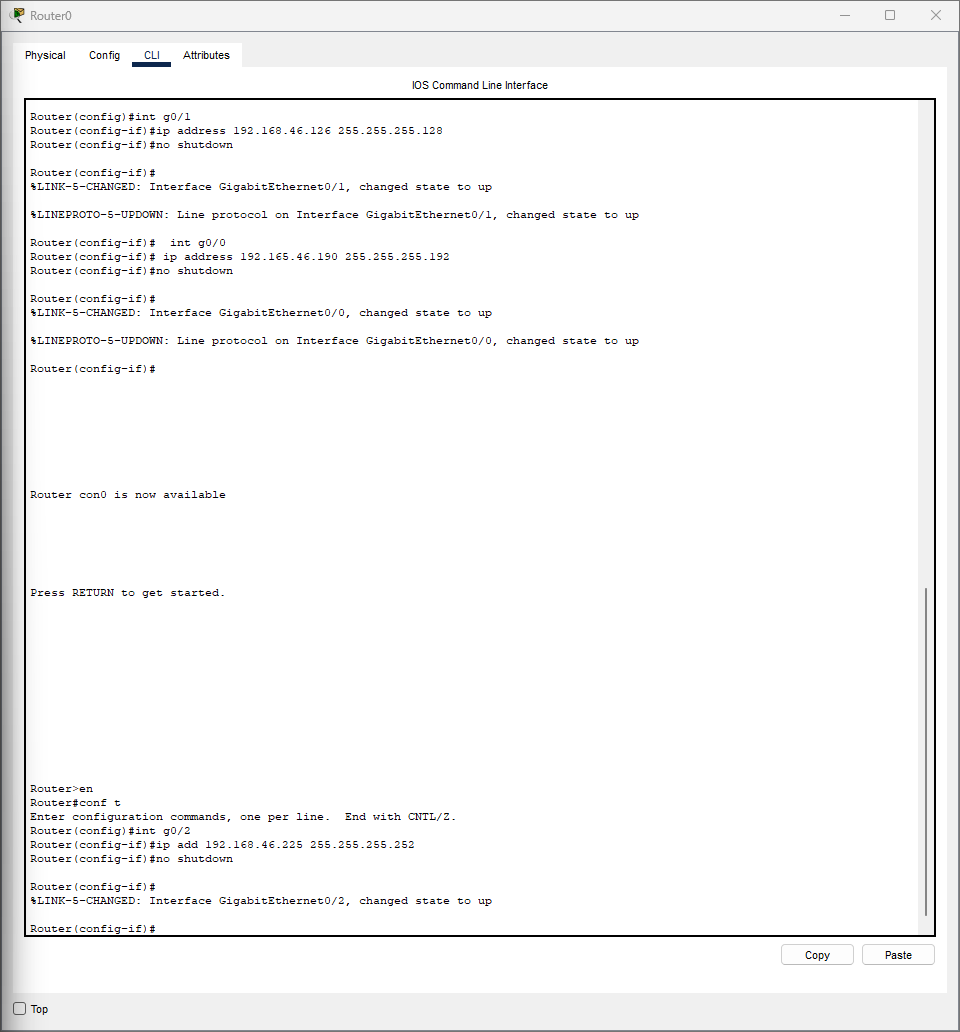 Router0
Physical Config CLI Attributes
IOS Command Line Interface
Router(config)#int g0/1
Router(config-if)#ip address 192.168.46.126 255.255.255.128
Router(config-if)#no shutdown
Router(config-if)#
%LINK-5-CHANGED: Interface GigabitEthernet0/1, changed state to up
%LINEPROTO-5-UPDOWN: Line protocol on Interface GigabitEthernet0/1, changed state to up
Router(config-if)#  int g0/0
Router(config-if)# ip address 192.165.46.190 255.255.255.192
Router(config-if)#no shutdown
Router(config-if)#
%LINK-5-CHANGED: Interface GigabitEthernet0/0, changed state to up
%LINEPROTO-5-UPDOWN: Line protocol on Interface GigabitEthernet0/0, changed state to up
Router(config-if)#
Router con0 is now available
Press RETURN to get started.
Router>en
Router#conf t
Enter configuration commands, one per line.  End with CNTL/Z.
Router(config)#int g0/2
Router(config-if)#ip add 192.168.46.225 255.255.255.252
Router(config-if)#no shutdown
Router(config-if)#
%LINK-5-CHANGED: Interface GigabitEthernet0/2, changed state to up
Router(config-if)#
Copy Paste
Top